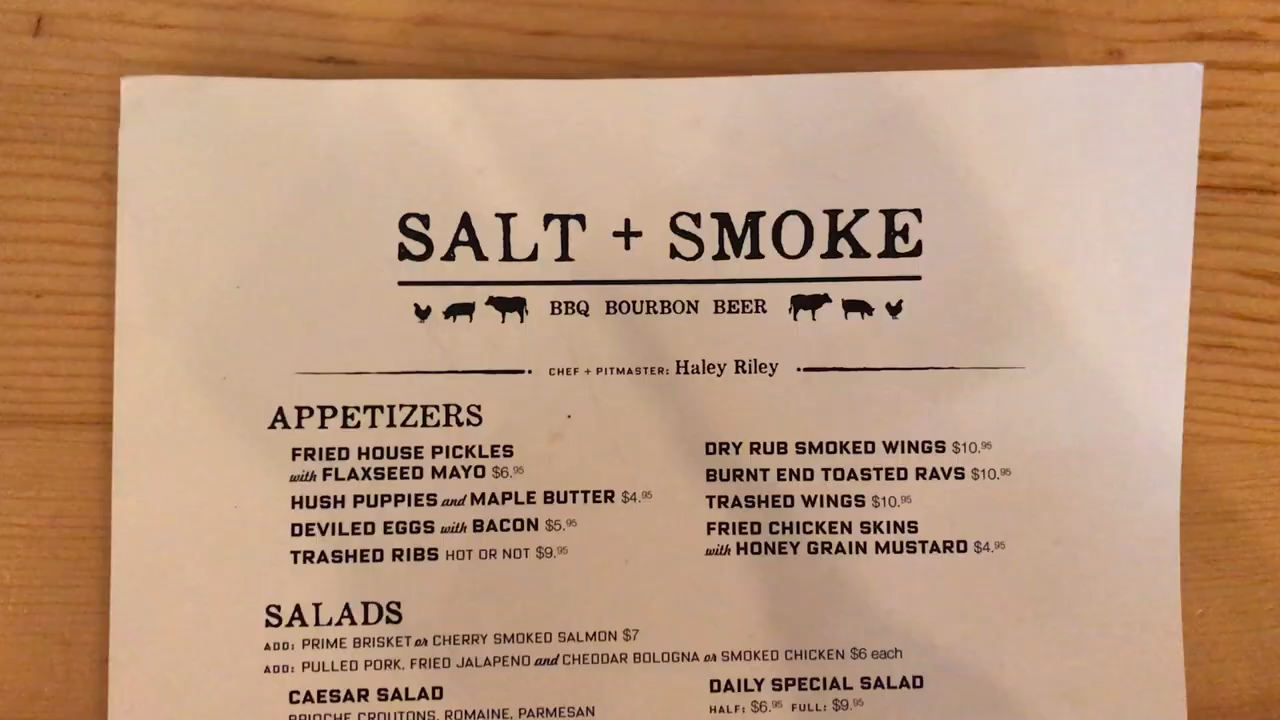 SALT + SMOKE
BBQ BOURBON BEER
CHEF + PITMASTER: Haley Riley
APPETIZERS
FRIED HOUSE PICKLES
with FLAXSEED MAYO $6.95
HUSH PUPPIES and MAPLE BUTTER $4.95
DEVILED EGGS with BACON $5.95
TRASHED RIBS HOT OR NOT $9.95
DRY RUB SMOKED WINGS $10.95
BURNT END TOASTED RAVS $10.95
TRASHED WINGS $10.95
FRIED CHICKEN SKINS
with HONEY GRAIN MUSTARD $4.95
SALADS
ADD: PRIME BRISKET or CHERRY SMOKED SALMON $7
ADD: PULLED PORK, FRIED JALAPENO and CHEDDAR BOLOGNA or SMOKED CHICKEN $6 each
CAESAR SALAD
BRIOCHE CROUTONS, ROMAINE, PARMESAN
DAILY SPECIAL SALAD
HALF: $6.95 FULL: $9.95